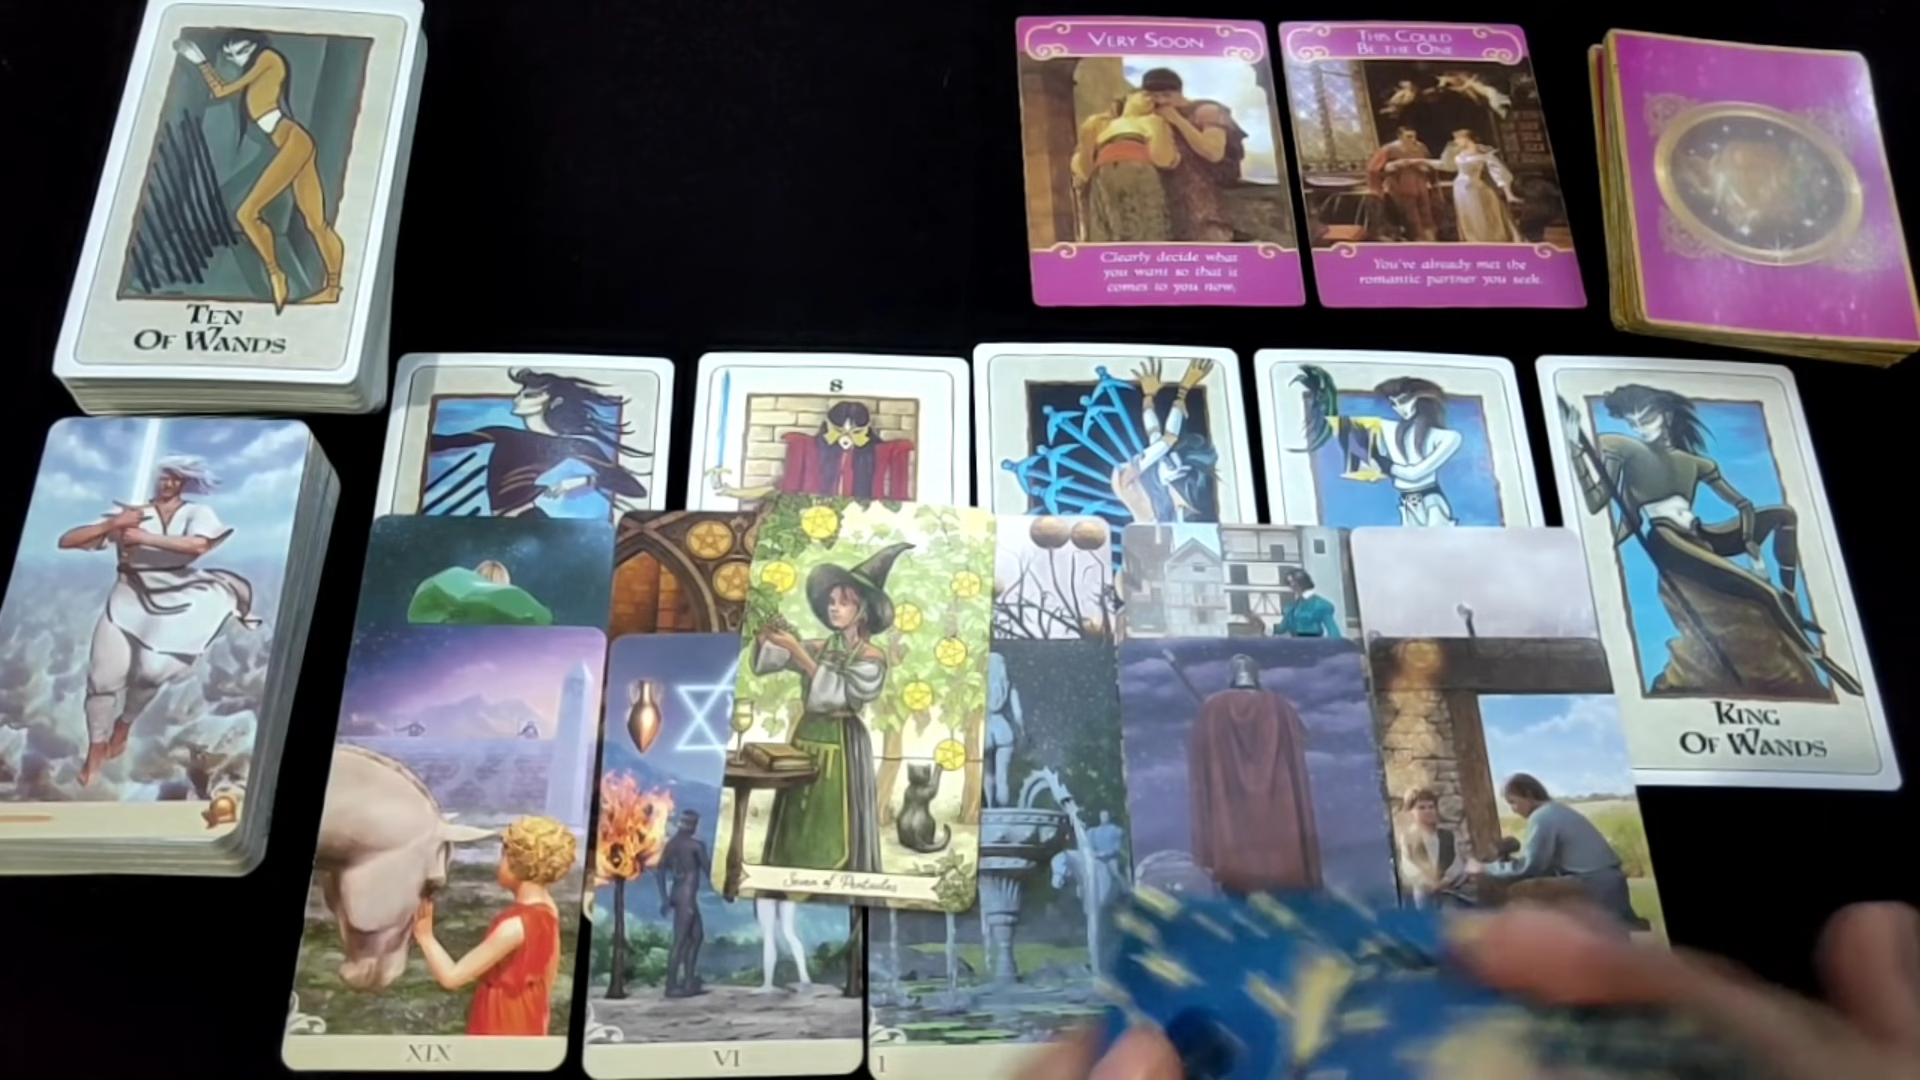 TEN
OF WANDS
VERY SOON
Clearly decide what
you want so that it
comes to you now.
THIS COULD
BE THE ONE
You've already met the
romantic partner you seek.
8
KING
OF WANDS
Seven of Pentacles
XIX
VI
1